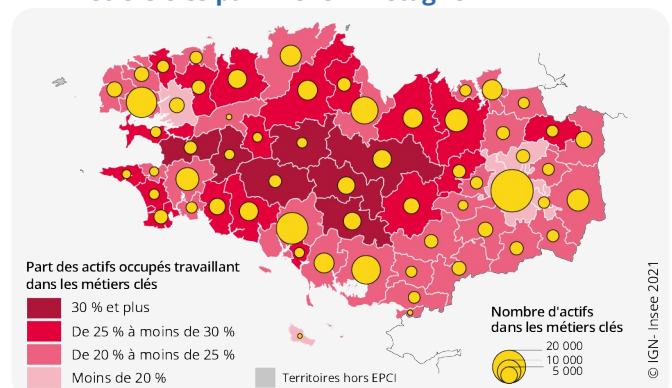 Part des actifs occupés travaillant
dans les métiers clés
30 % et plus
De 25 % à moins de 30 %
De 20 % à moins de 25 %
Moins de 20 %
Territoires hors EPCI
Nombre d'actifs
dans les métiers clés
20 000
10 000
5 000
© IGN- Insee 2021